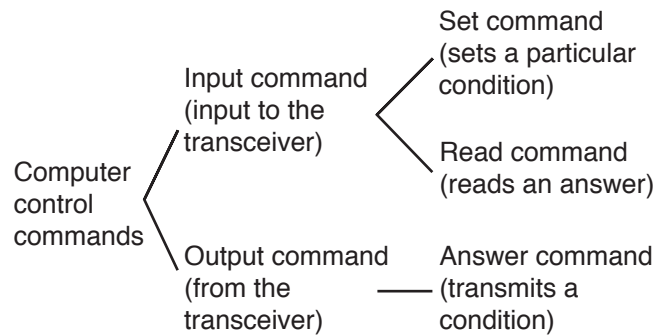 Computer
control
commands
Input command
(input to the
transceiver)
Set command
(sets a particular
condition)
Read command
(reads an answer)
Output command
(from the
transceiver)
Answer command
(transmits a
condition)